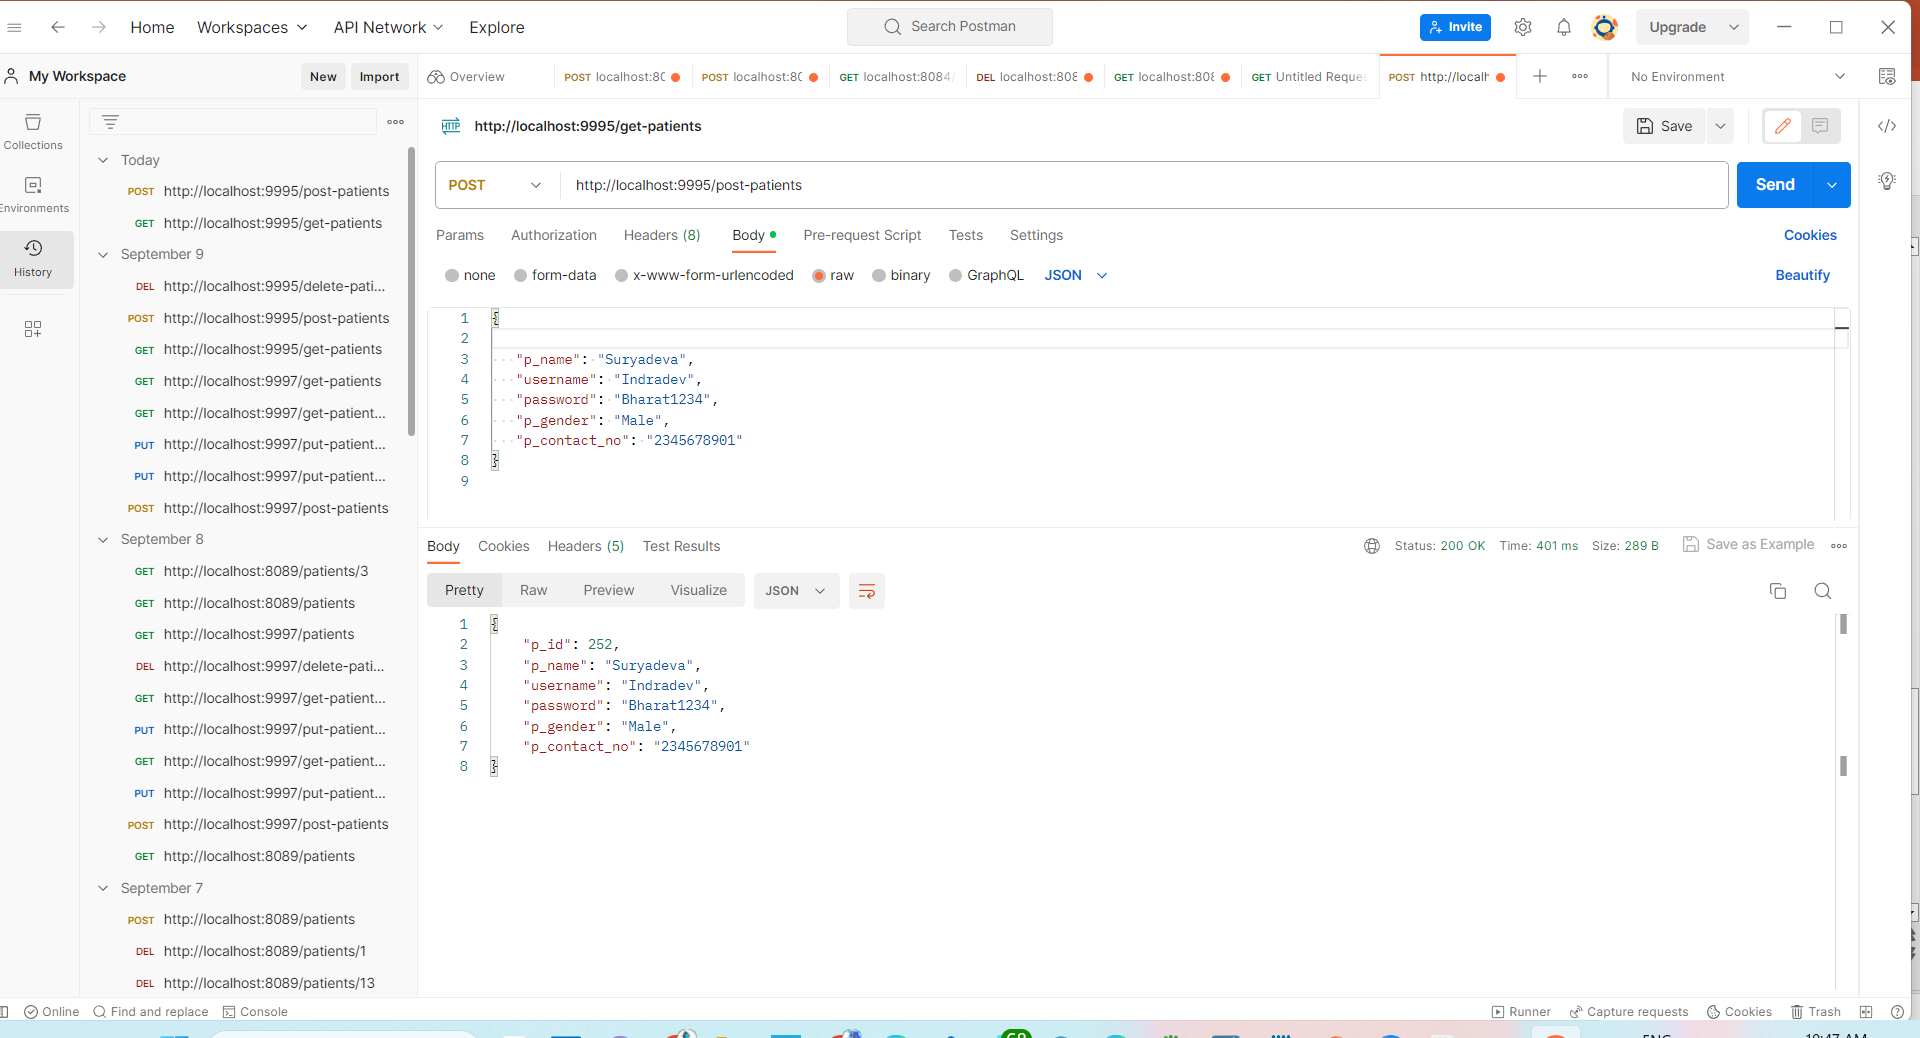 Home Workspaces API Network Explore Search Postman Invite Upgrade
My Workspace New Import Overview POST localhost:80 POST localhost:80 GET localhost:8084/ DEL localhost:808 GET localhost:808 GET Untitled Reques POST http://localh No Environment
HTTP http://localhost:9995/get-patients Save
Collections
Environments
History
Today
POST http://localhost:9995/post-patients
GET http://localhost:9995/get-patients
September 9
DEL http://localhost:9995/delete-pati...
POST http://localhost:9995/post-patients
GET http://localhost:9995/get-patients
GET http://localhost:9997/get-patients
GET http://localhost:9997/get-patient...
PUT http://localhost:9997/put-patient...
PUT http://localhost:9997/put-patient...
POST http://localhost:9997/post-patients
September 8
GET http://localhost:8089/patients/3
GET http://localhost:8089/patients
GET http://localhost:9997/patients
DEL http://localhost:9997/delete-pati...
GET http://localhost:9997/get-patient...
PUT http://localhost:9997/put-patient...
GET http://localhost:9997/get-patient...
PUT http://localhost:9997/put-patient...
POST http://localhost:9997/post-patients
GET http://localhost:8089/patients
September 7
POST http://localhost:8089/patients
DEL http://localhost:8089/patients/1
DEL http://localhost:8089/patients/13
POST http://localhost:9995/post-patients Send
Params Authorization Headers (8) Body Pre-request Script Tests Settings Cookies
none form-data x-www-form-urlencoded raw binary GraphQL JSON Beautify
1 {
2
3 "p_name": "Suryadeva",
4 "username": "Indradev",
5 "password": "Bharat1234",
6 "p_gender": "Male",
7 "p_contact_no": "2345678901"
8 }
9
Body Cookies Headers (5) Test Results Status: 200 OK Time: 401 ms Size: 289 B Save as Example
Pretty Raw Preview Visualize JSON
1 {
2 "p_id": 252,
3 "p_name": "Suryadeva",
4 "username": "Indradev",
5 "password": "Bharat1234",
6 "p_gender": "Male",
7 "p_contact_no": "2345678901"
8 }
Online Find and replace Console Runner Capture requests Cookies Trash